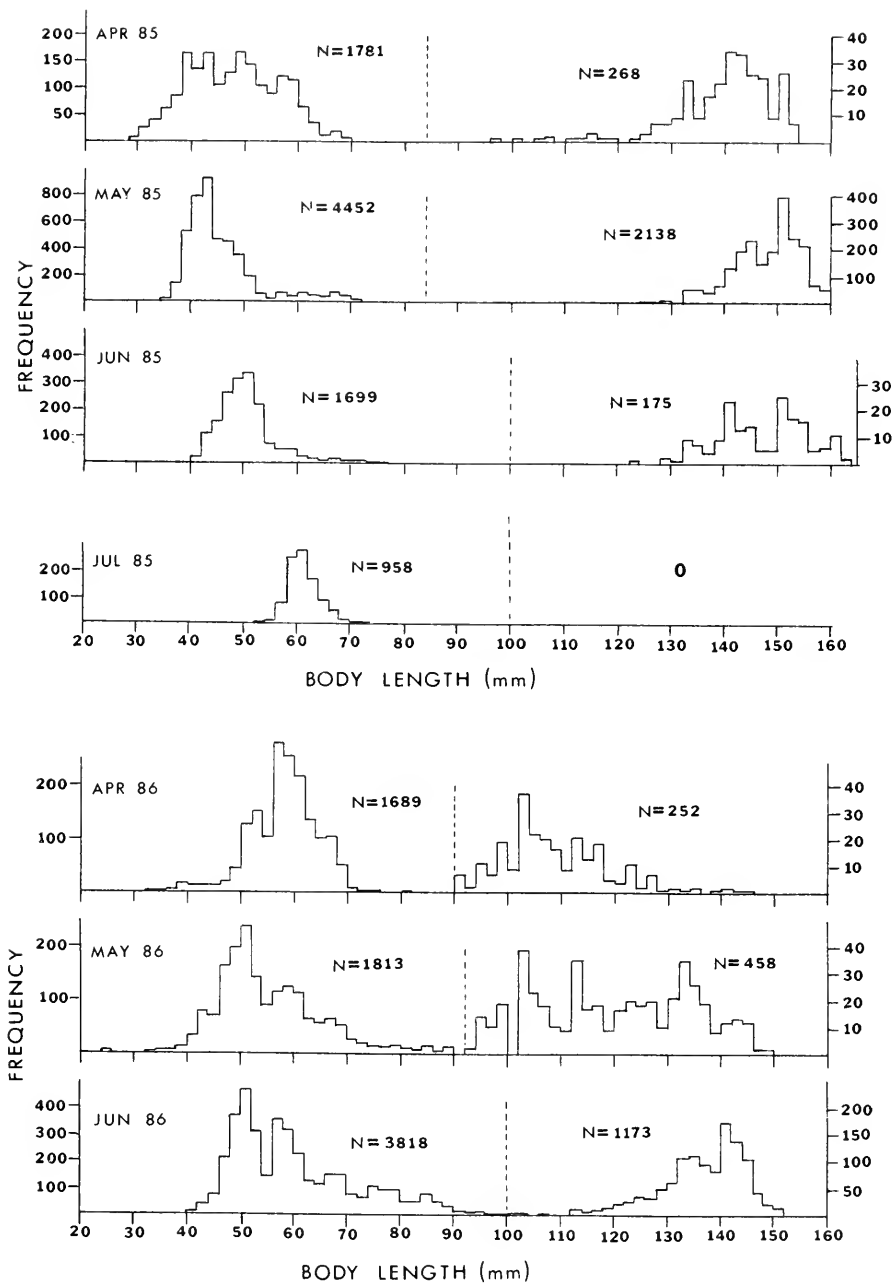 APR 85
200
150
100
50
N=1781
N=268
40
30
20
10
MAY 85
800
600
400
200
N=4452
N=2138
400
300
200
100
FREQUENCY
JUN 85
400
300
200
100
N=1699
N=175
30
20
10
JUL 85
200
100
N=958
0
20 30 40 50 60 70 80 90 100 110 120 130 140 150 160
BODY LENGTH (mm)
APR 86
200
100
N=1689
N=252
40
30
20
10
MAY 86
200
100
N=1813
N=458
40
30
20
10
FREQUENCY
JUN 86
400
300
200
100
N=3818
N=1173
200
150
100
50
20 30 40 50 60 70 80 90 100 110 120 130 140 150 160
BODY LENGTH (mm)